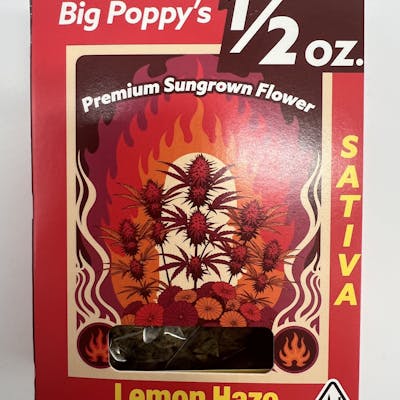 Big Poppy's
1/2 oz.
Premium Sungrown Flower
SATIVA
Lemon Haze